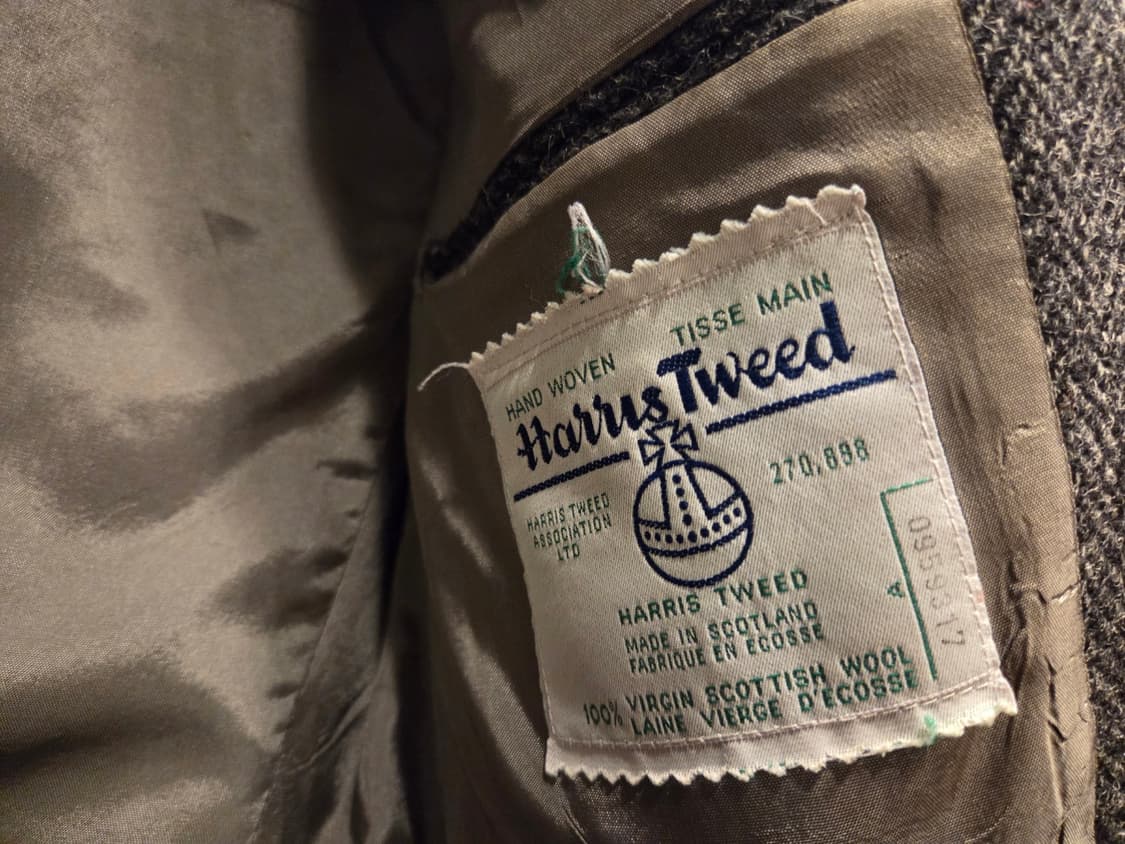 HAND WOVEN TISSE MAIN
Harris Tweed
270,898
HARRIS TWEED
ASSOCIATION
LTD
HARRIS TWEED
MADE IN SCOTLAND
FABRIQUE EN ECOSSE
100% VIRGIN SCOTTISH WOOL
LAINE VIERGE D'ECOSSE
A